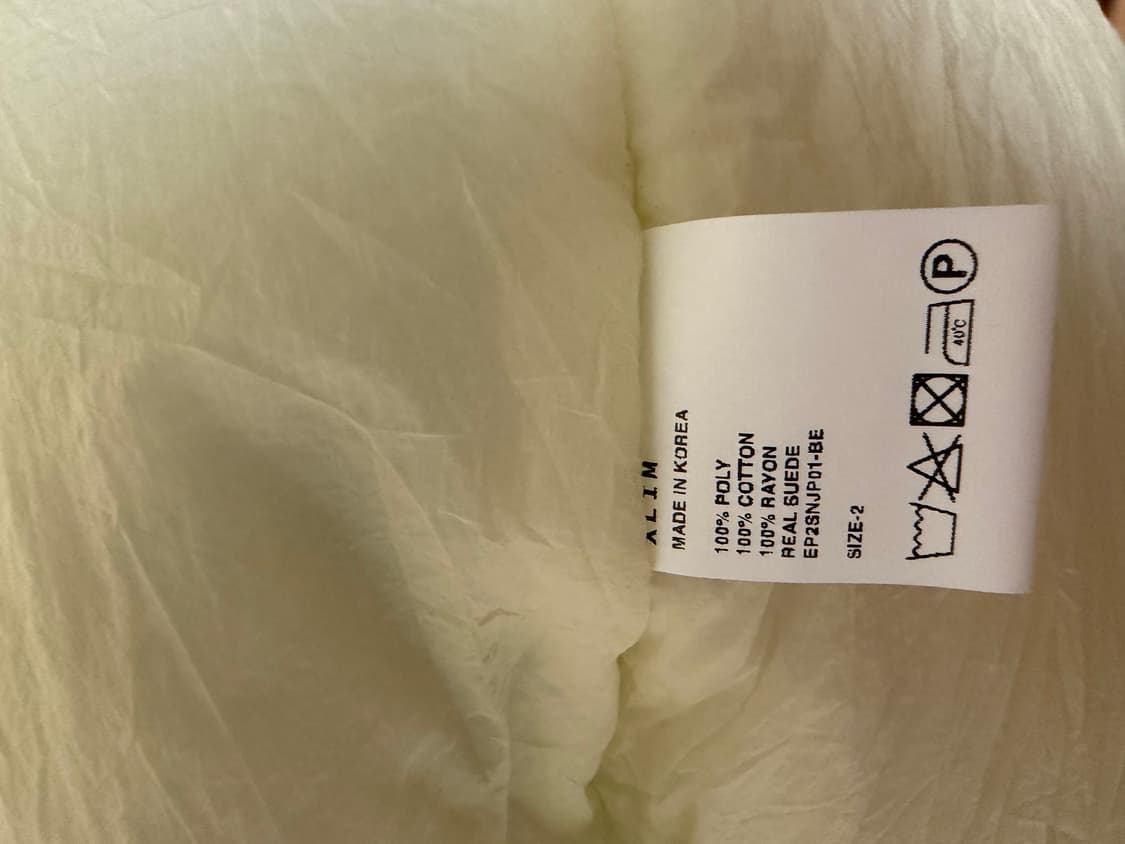 MADE IN KOREA
100% POLY
100% COTTON
100% RAYON
REAL SUEDE
EP2SNJP01-BE
SIZE-2
40°C
P